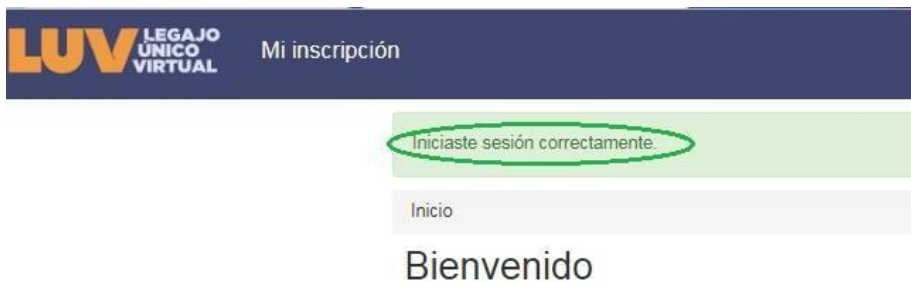 LUV LEGAJO
ÚNICO
VIRTUAL
Mi inscripción
Iniciaste sesión correctamente.
Inicio
Bienvenido